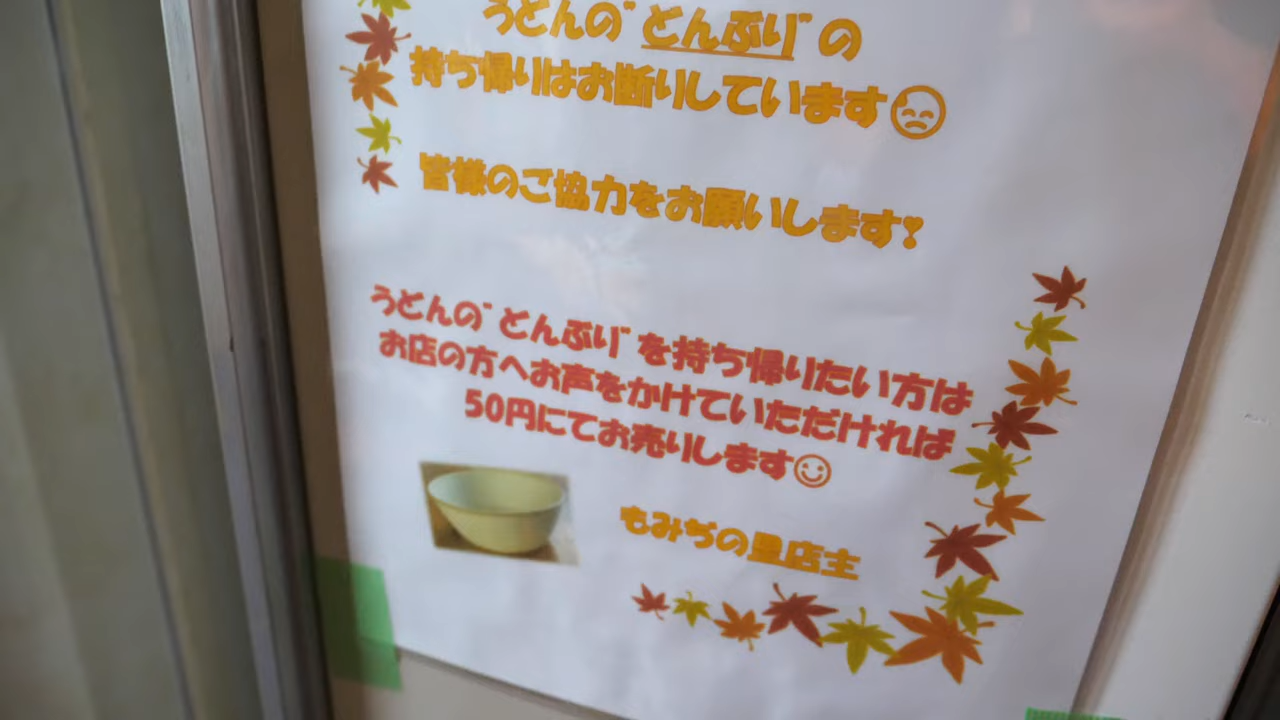 うどんの"どんぶり"の
持ち帰りはお断りしています
皆様のご協力をお願いします❣
うどんの"どんぶり"を持ち帰りたい方は
お店の方へお声をかけていただければ
50円にてお売りします
もみぢの里店主